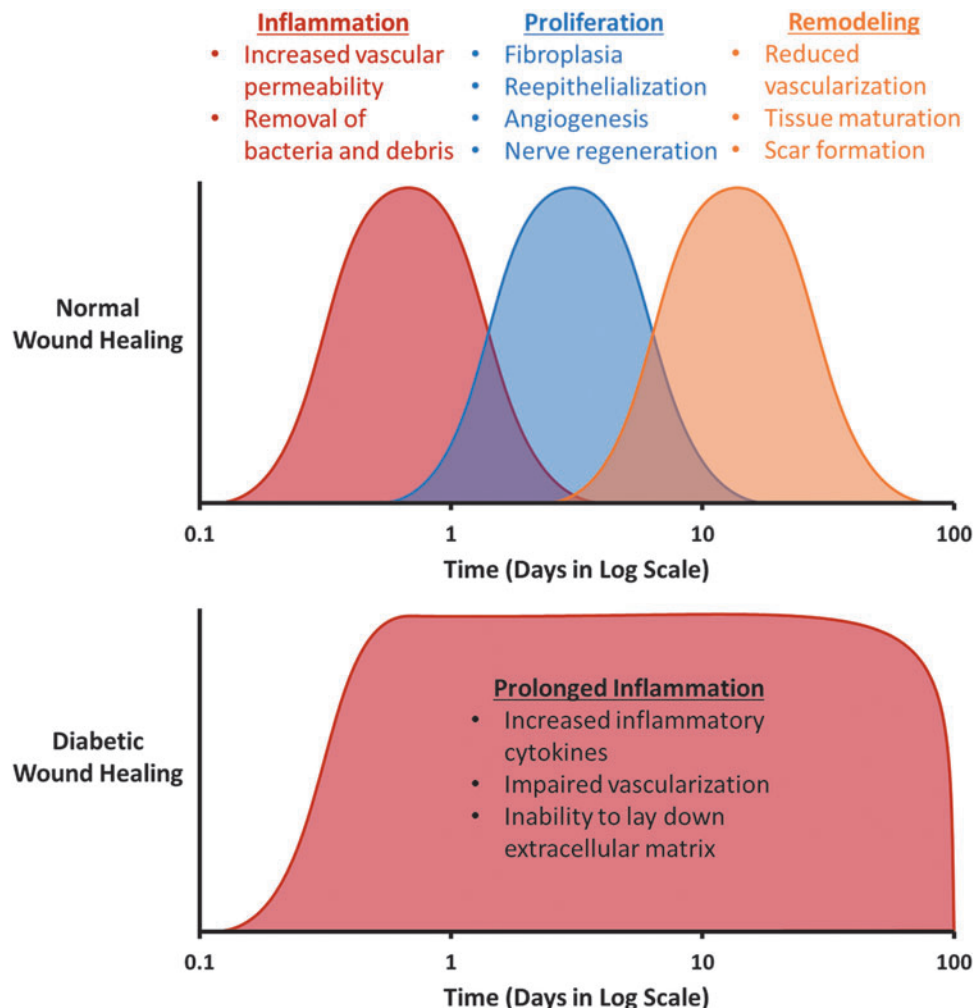 Inflammation
• Increased vascular
permeability
• Removal of
bacteria and debris
Proliferation
• Fibroplasia
• Reepithelialization
• Angiogenesis
• Nerve regeneration
Remodeling
• Reduced
vascularization
• Tissue maturation
• Scar formation
Normal
Wound Healing
0.1
1
10
100
Time (Days in Log Scale)
Diabetic
Wound Healing
Prolonged Inflammation
• Increased inflammatory
cytokines
• Impaired vascularization
• Inability to lay down
extracellular matrix
0.1
1
10
100
Time (Days in Log Scale)